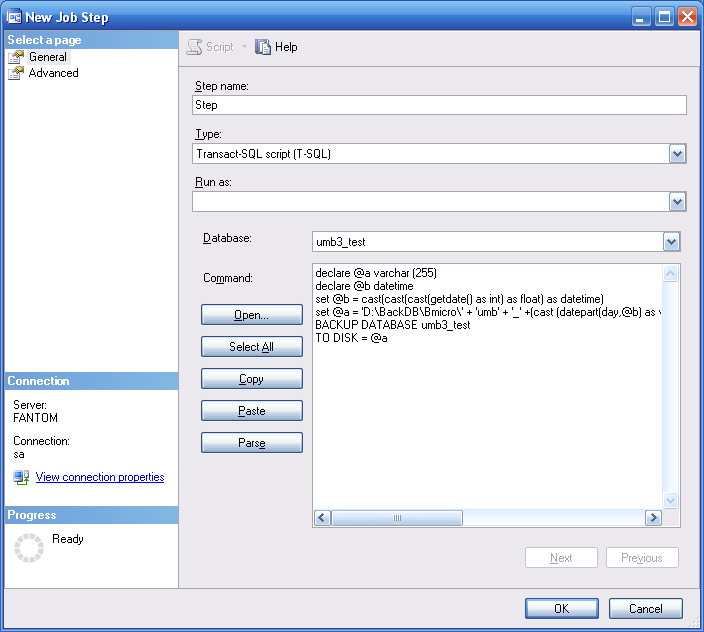 New Job Step
Select a page
General
Advanced
Script
Help
Step name:
Step
Type:
Transact-SQL script (T-SQL)
Run as:
Database:
umb3_test
Command:
declare @a varchar (255)
declare @b datetime
set @b = cast(cast(cast(getdate() as int) as float) as datetime)
set @a = 'D:\BackDB\Bmicro\' + 'umb' + '_' +(cast (datepart(day,@b) as
BACKUP DATABASE umb3_test
TO DISK = @a
Open...
Select All
Copy
Paste
Parse
Connection
Server:
FANTOM
Connection:
sa
View connection properties
Progress
Ready
Next
Previous
OK
Cancel